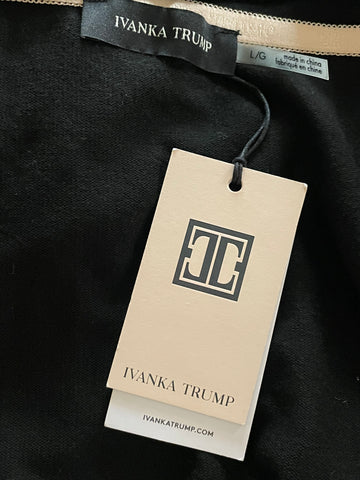 IVANKA TRUMP
L/G
made in china
fabriqué en chine
IVANKA TRUMP
IVANKATRUMP.COM